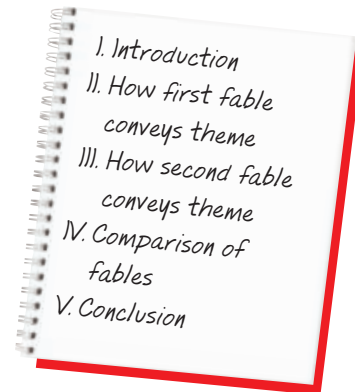 I. Introduction
II. How first fable
conveys theme
III. How second fable
conveys theme
IV. Comparison of
fables
V. Conclusion